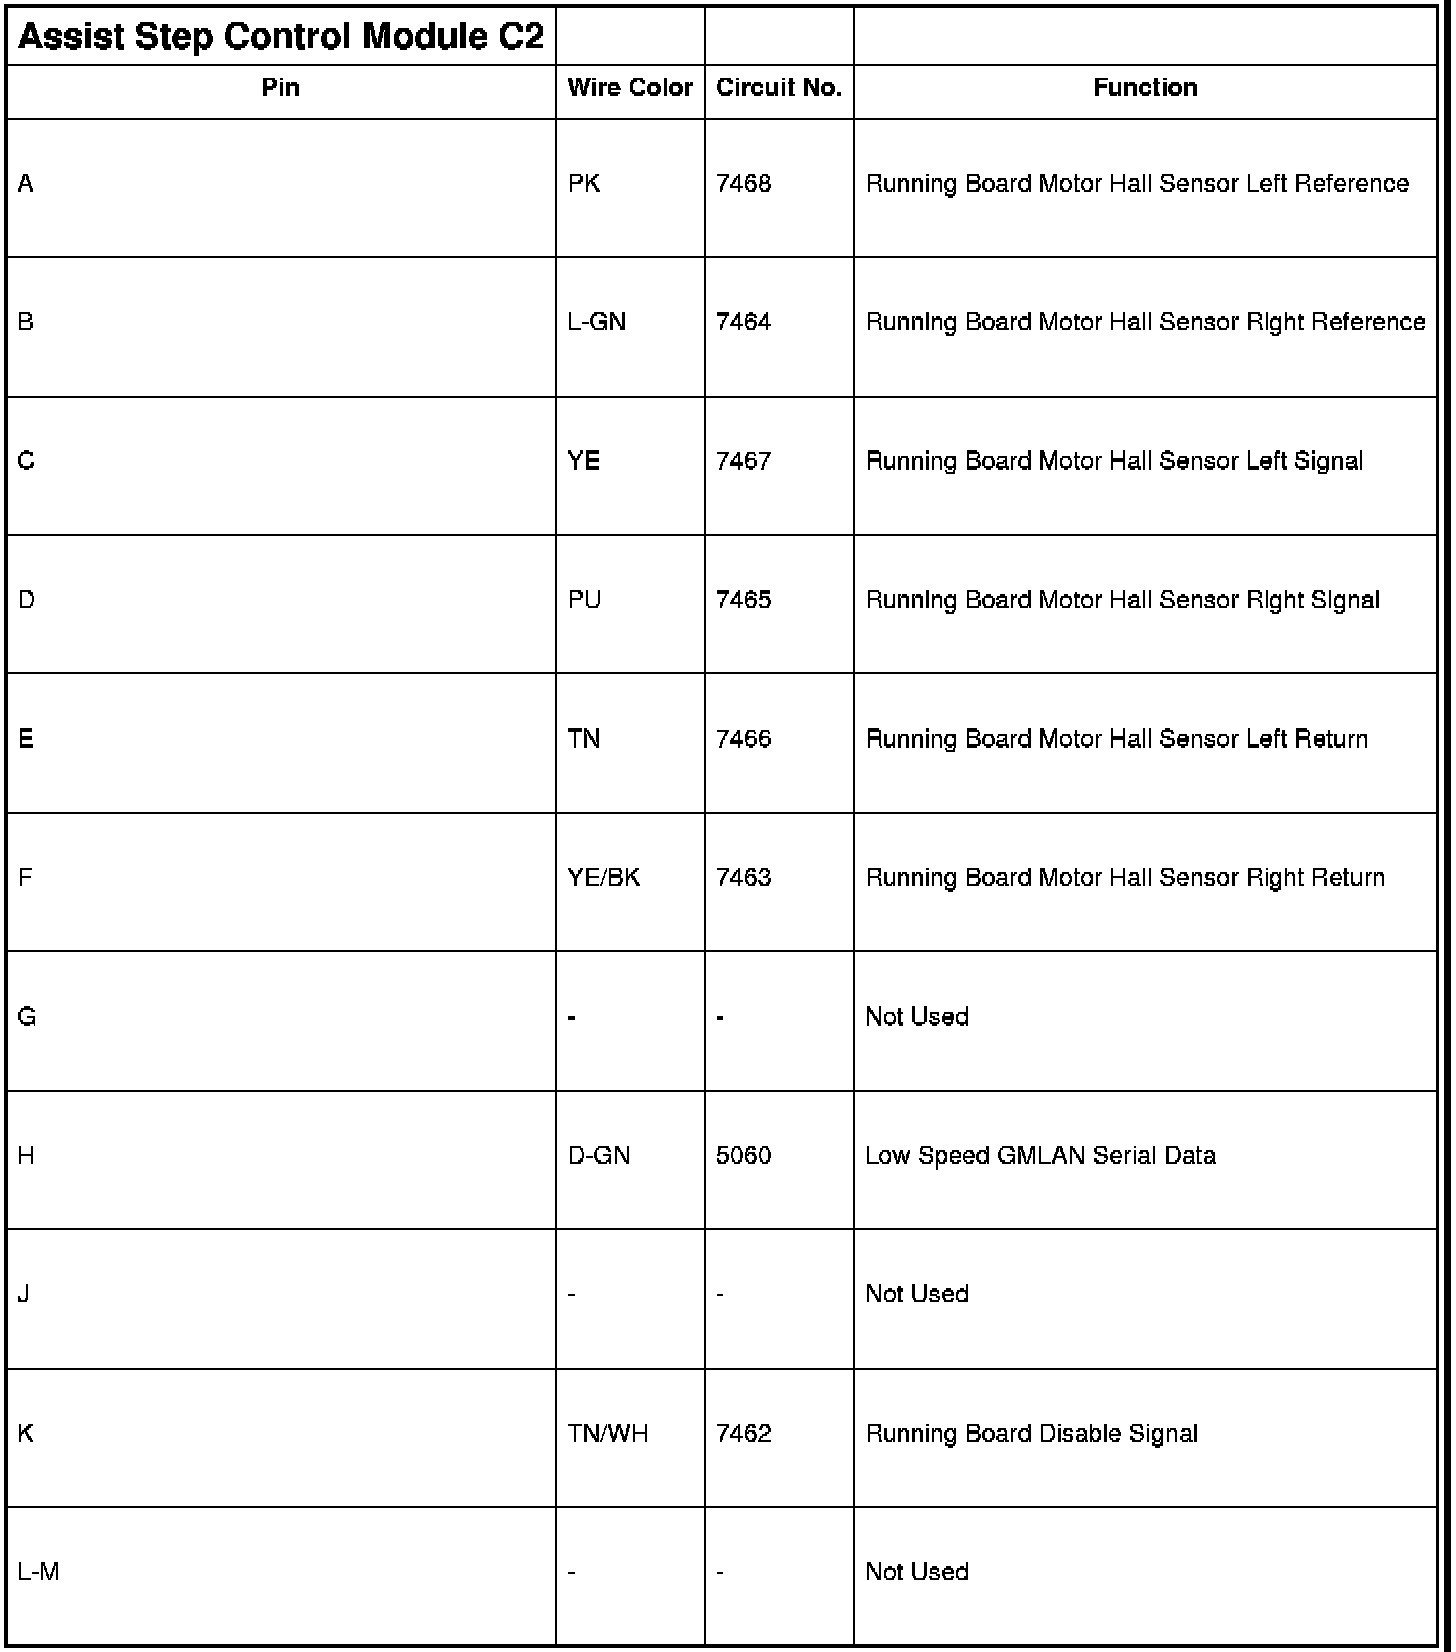 Assist Step Control Module C2
Pin Wire Color Circuit No. Function
A PK 7468 Running Board Motor Hall Sensor Left Reference
B L-GN 7464 Running Board Motor Hall Sensor Right Reference
C YE 7467 Running Board Motor Hall Sensor Left Signal
D PU 7465 Running Board Motor Hall Sensor Right Signal
E TN 7466 Running Board Motor Hall Sensor Left Return
F YE/BK 7463 Running Board Motor Hall Sensor Right Return
G - - Not Used
H D-GN 5060 Low Speed GMLAN Serial Data
J - - Not Used
K TN/WH 7462 Running Board Disable Signal
L-M - - Not Used